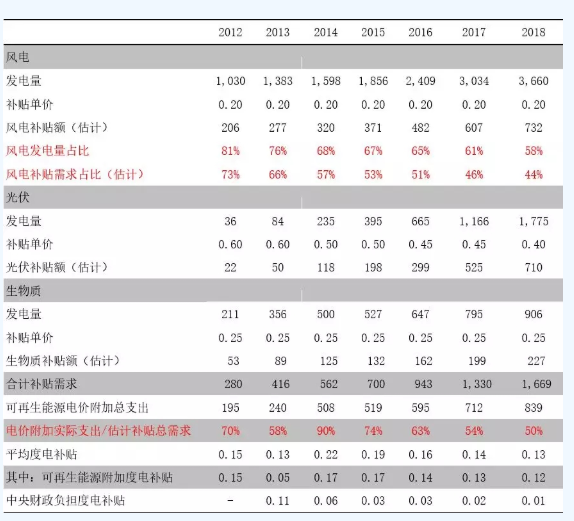 2012 2013 2014 2015 2016 2017 2018
风电
发电量 1,030 1,383 1,598 1,856 2,409 3,034 3,660
补贴单价 0.20 0.20 0.20 0.20 0.20 0.20 0.20
风电补贴额（估计） 206 277 320 371 482 607 732
风电发电量占比 81% 76% 68% 67% 65% 61% 58%
风电补贴需求占比（估计） 73% 66% 57% 53% 51% 46% 44%
光伏
发电量 36 84 235 395 665 1,166 1,775
补贴单价 0.60 0.60 0.50 0.50 0.45 0.45 0.40
光伏补贴额（估计） 22 50 118 198 299 525 710
生物质
发电量 211 356 500 527 647 795 906
补贴单价 0.25 0.25 0.25 0.25 0.25 0.25 0.25
生物质补贴额（估计） 53 89 125 132 162 199 227
合计补贴需求 280 416 562 700 943 1,330 1,669
可再生能源电价附加总支出 195 240 508 519 595 712 839
电价附加实际支出/估计补贴总需求 70% 58% 90% 74% 63% 54% 50%
平均度电补贴 0.15 0.13 0.22 0.19 0.16 0.14 0.13
其中：可再生能源附加度电补贴 0.15 0.05 0.17 0.17 0.14 0.13 0.12
中央财政负担度电补贴 - 0.11 0.06 0.03 0.03 0.02 0.01